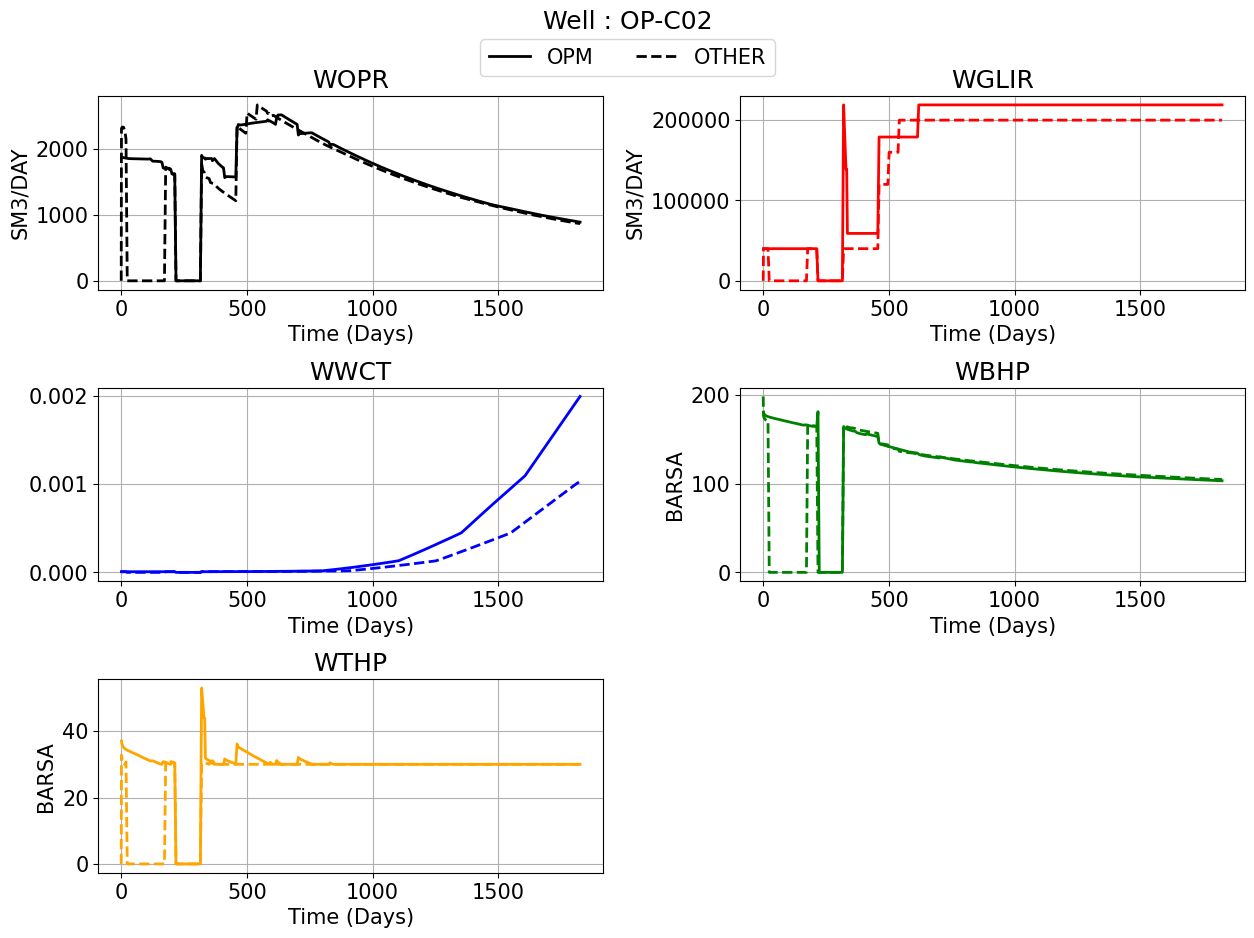 Well : OP-C02
OPM OTHER
WOPR
SM3/DAY
2000
1000
0
0 500 1000 1500
Time (Days)
WGLIR
SM3/DAY
200000
100000
0
0 500 1000 1500
Time (Days)
WWCT
0.002
0.001
0.000
0 500 1000 1500
Time (Days)
WBHP
BARSA
200
100
0
0 500 1000 1500
Time (Days)
WTHP
BARSA
40
20
0
0 500 1000 1500
Time (Days)